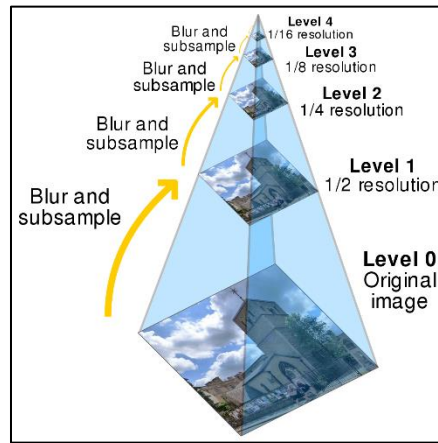 Level 4
1/16 resolution
Level 3
1/8 resolution
Level 2
1/4 resolution
Level 1
1/2 resolution
Level 0
Original
image
Blur and
subsample
Blur and
subsample
Blur and
subsample
Blur and
subsample